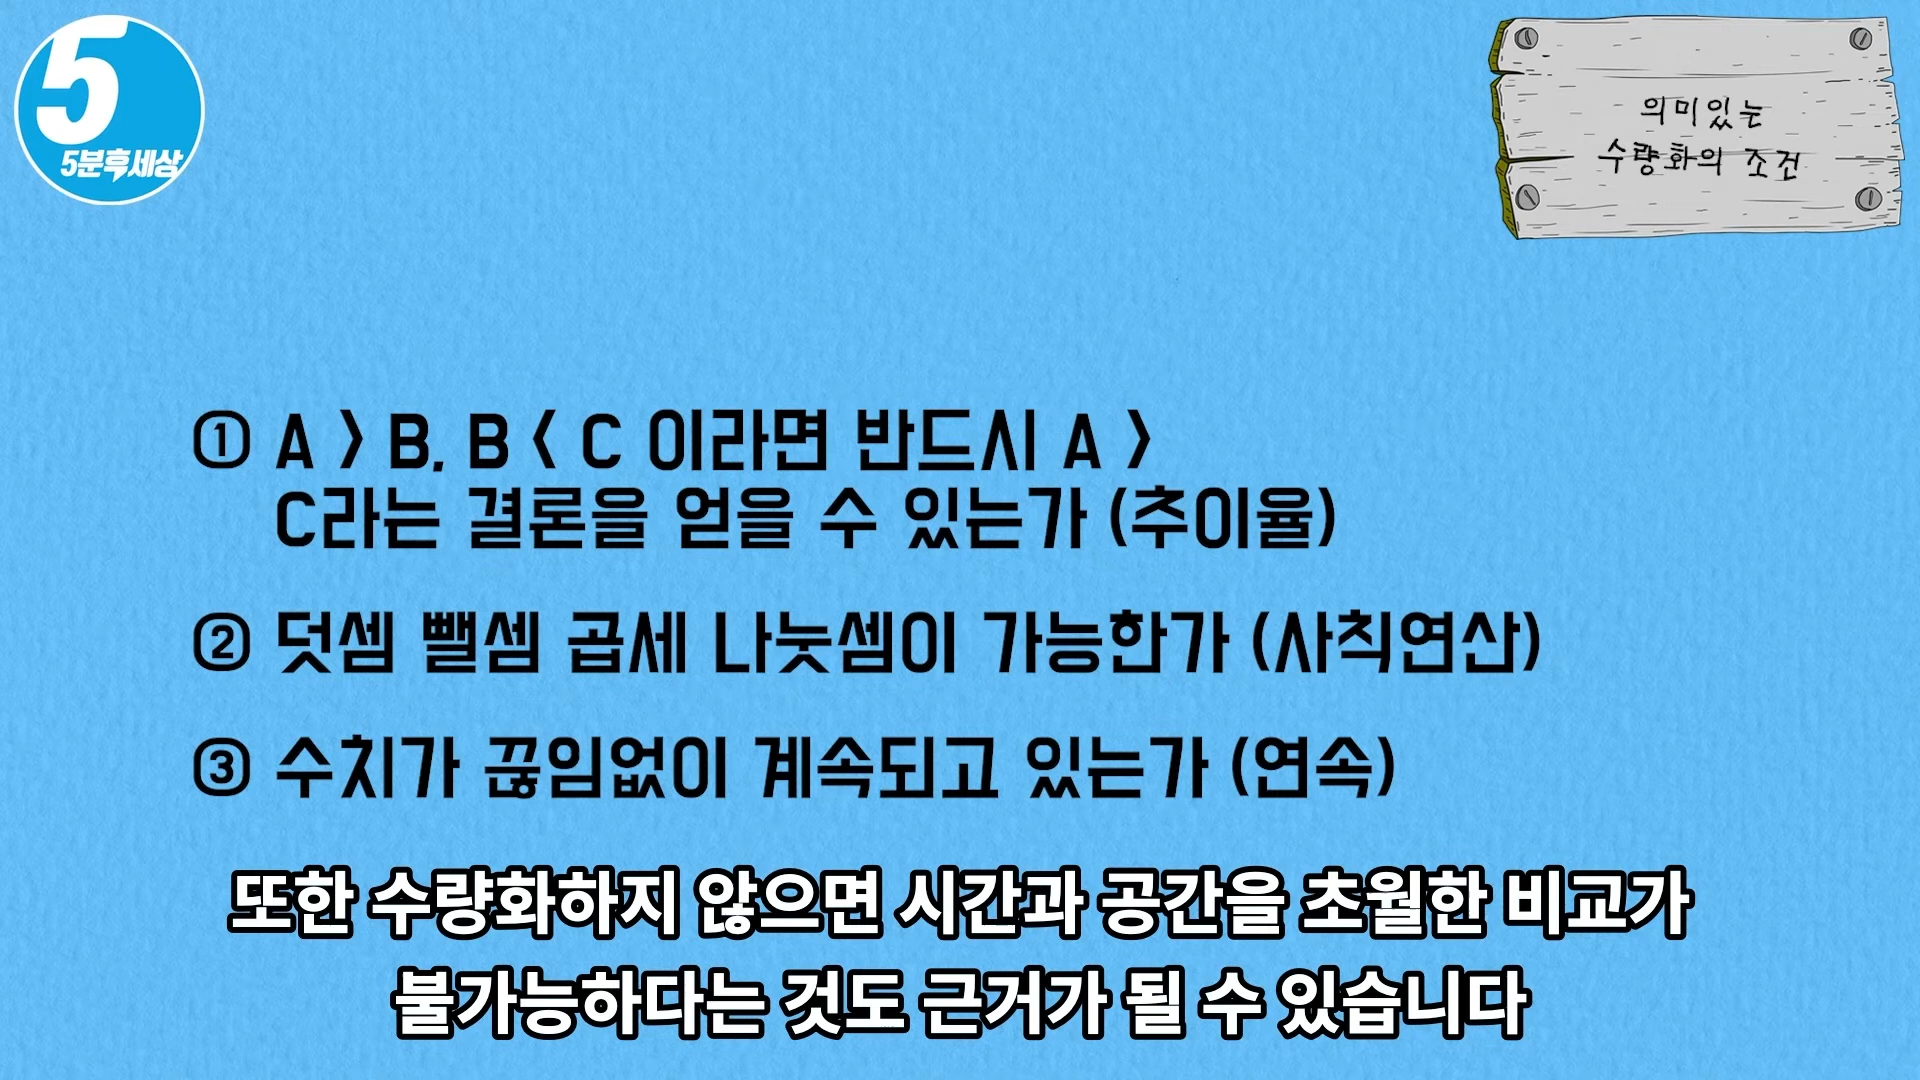 5
5분후세상
의미있는
수량화의 조건
① A > B, B < C 이라면 반드시 A >
C라는 결론을 얻을 수 있는가 (추이율)
② 덧셈 뺄셈 곱세 나눗셈이 가능한가 (사칙연산)
③ 수치가 끊임없이 계속되고 있는가 (연속)
또한 수량화하지 않으면 시간과 공간을 초월한 비교가
불가능하다는 것도 근거가 될 수 있습니다